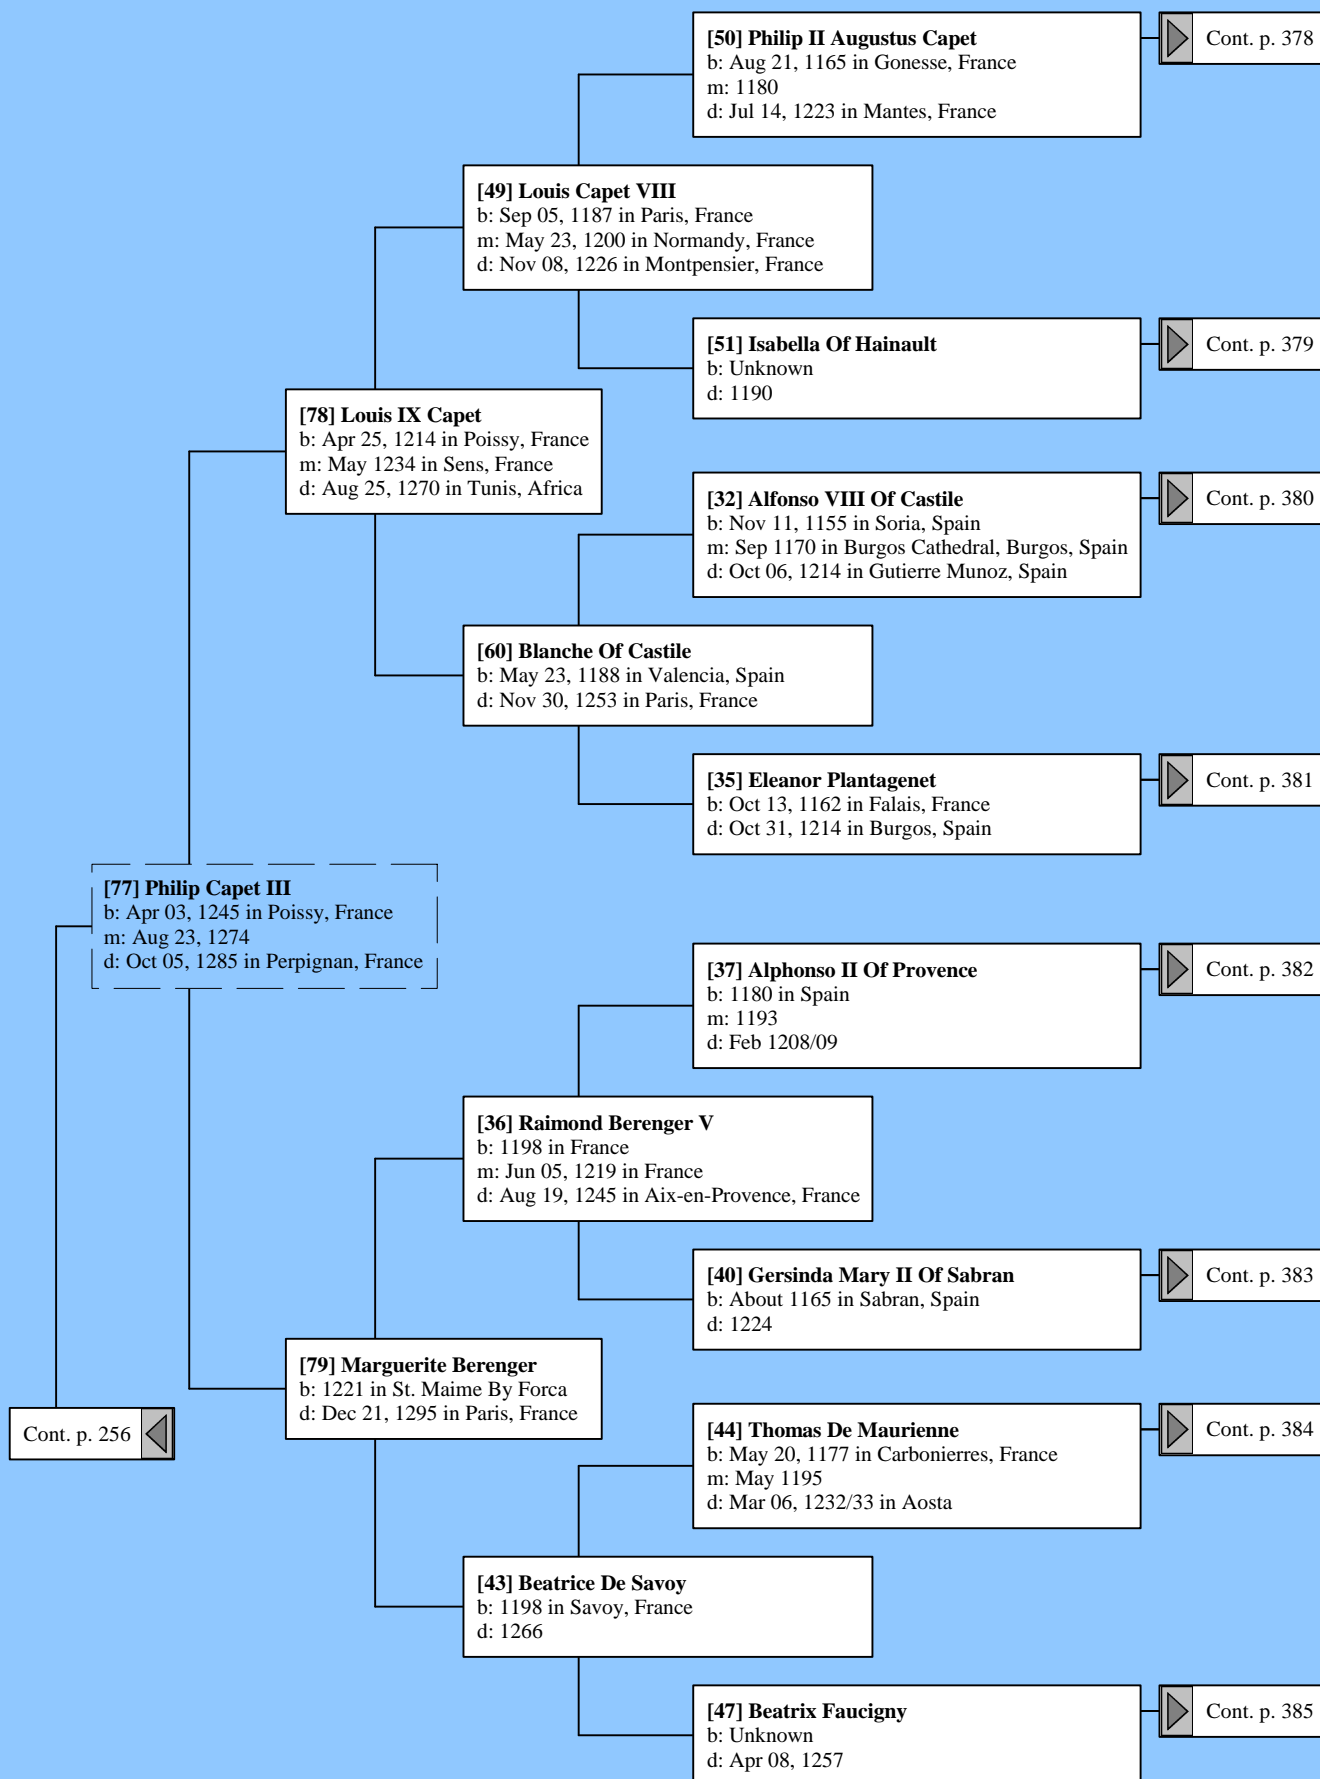 [50] Philip II Augustus Capet
b: Aug 21, 1165 in Gonesse, France
m: 1180
d: Jul 14, 1223 in Mantes, France
Cont. p. 378
[49] Louis Capet VIII
b: Sep 05, 1187 in Paris, France
m: May 23, 1200 in Normandy, France
d: Nov 08, 1226 in Montpensier, France
[51] Isabella Of Hainault
b: Unknown
d: 1190
Cont. p. 379
[78] Louis IX Capet
b: Apr 25, 1214 in Poissy, France
m: May 1234 in Sens, France
d: Aug 25, 1270 in Tunis, Africa
[32] Alfonso VIII Of Castile
b: Nov 11, 1155 in Soria, Spain
m: Sep 1170 in Burgos Cathedral, Burgos, Spain
d: Oct 06, 1214 in Gutierre Munoz, Spain
Cont. p. 380
[60] Blanche Of Castile
b: May 23, 1188 in Valencia, Spain
d: Nov 30, 1253 in Paris, France
[35] Eleanor Plantagenet
b: Oct 13, 1162 in Falais, France
d: Oct 31, 1214 in Burgos, Spain
Cont. p. 381
[77] Philip Capet III
b: Apr 03, 1245 in Poissy, France
m: Aug 23, 1274
d: Oct 05, 1285 in Perpignan, France
[37] Alphonso II Of Provence
b: 1180 in Spain
m: 1193
d: Feb 1208/09
Cont. p. 382
[36] Raimond Berenger V
b: 1198 in France
m: Jun 05, 1219 in France
d: Aug 19, 1245 in Aix-en-Provence, France
[40] Gersinda Mary II Of Sabran
b: About 1165 in Sabran, Spain
d: 1224
Cont. p. 383
[79] Marguerite Berenger
b: 1221 in St. Maime By Forca
d: Dec 21, 1295 in Paris, France
Cont. p. 256
[44] Thomas De Maurienne
b: May 20, 1177 in Carbonierres, France
m: May 1195
d: Mar 06, 1232/33 in Aosta
Cont. p. 384
[43] Beatrice De Savoy
b: 1198 in Savoy, France
d: 1266
[47] Beatrix Faucigny
b: Unknown
d: Apr 08, 1257
Cont. p. 385